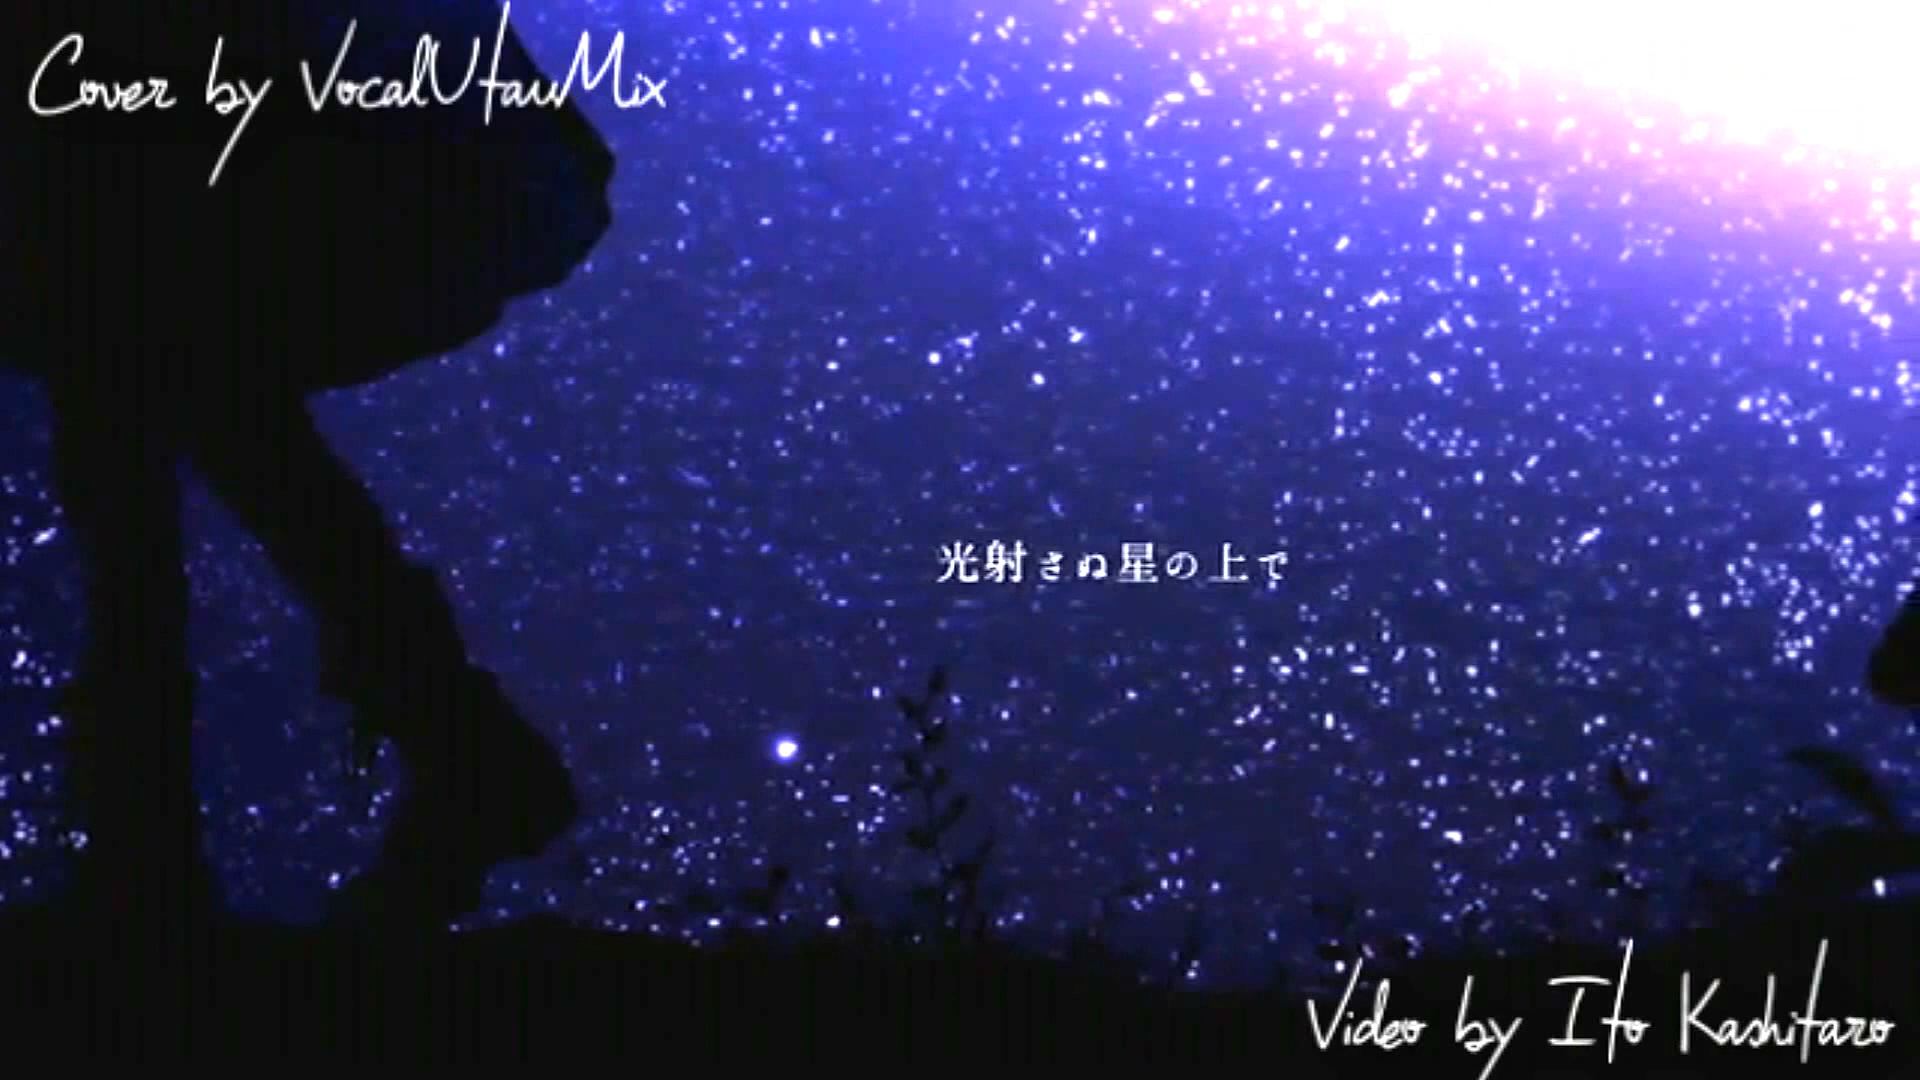 Cover by VocalUtauMix
光射さぬ星の上で
Video by Ito Kashitaro